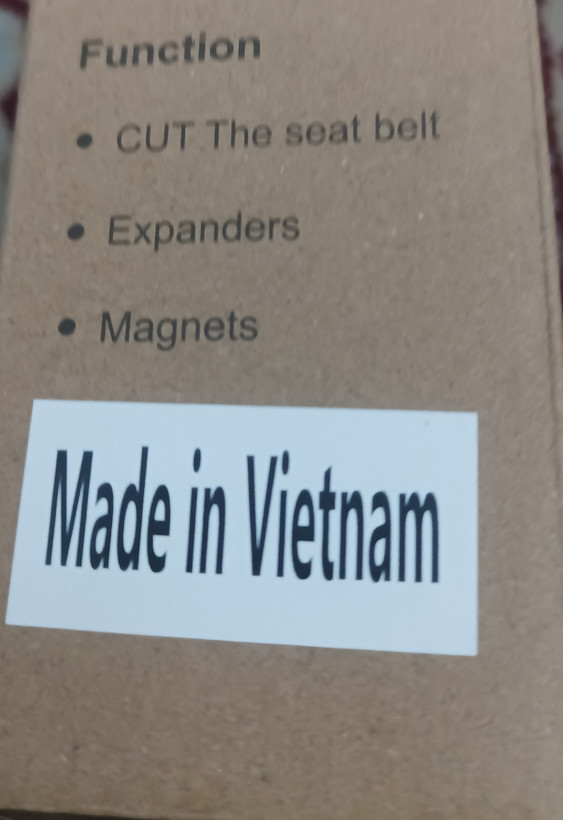 Function
• CUT The seat belt
• Expanders
• Magnets
Made in Vietnam